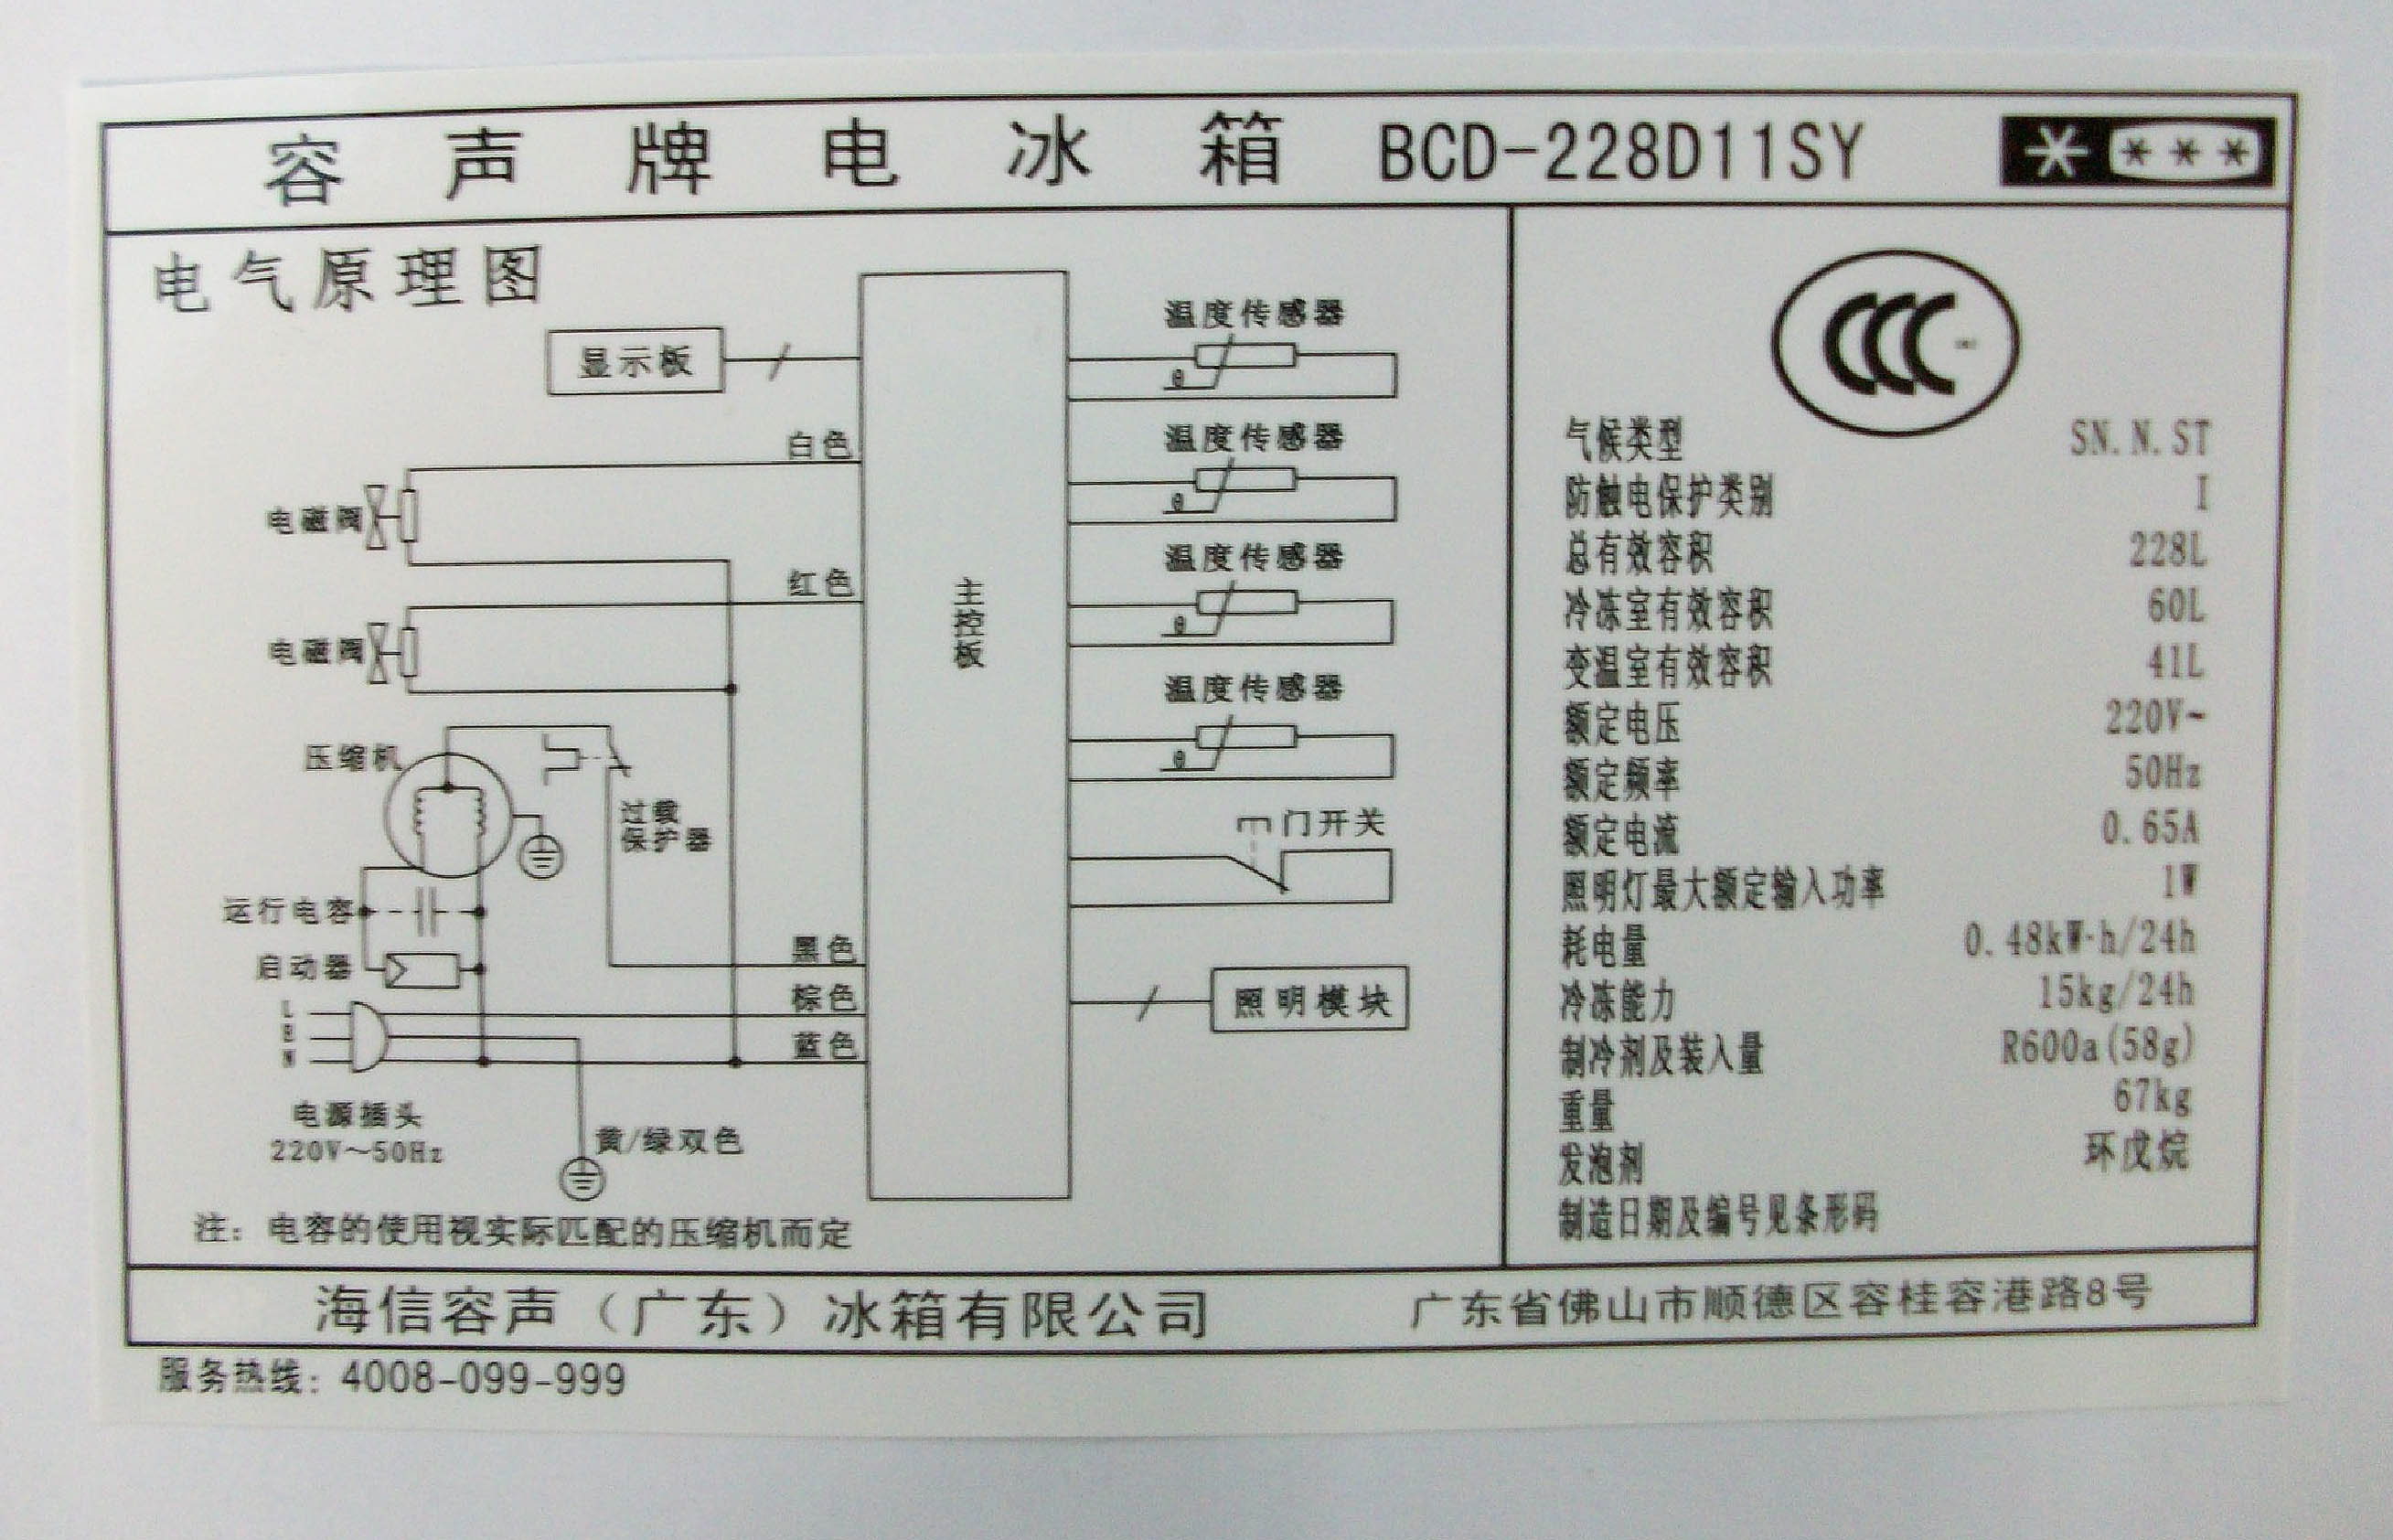 容声牌电冰箱 BCD-228D11SY
电气原理图
显示板
白色
电磁阀
红色
电磁阀
压缩机
过载
保护器
运行电容
启动器
黑色
L
棕色
E
N
蓝色
电源插头
220V～50Hz
黄/绿双色
主控板
温度传感器
θ
温度传感器
θ
温度传感器
θ
温度传感器
θ
门开关
照明模块
注：电容的使用视实际匹配的压缩机而定
CCC
气候类型 SN.N.ST
防触电保护类别 I
总有效容积 228L
冷冻室有效容积 60L
变温室有效容积 41L
额定电压 220V~
额定频率 50Hz
额定电流 0.65A
照明灯最大额定输入功率 1W
耗电量 0.48kW·h/24h
冷冻能力 15kg/24h
制冷剂及装入量 R600a(58g)
重量 67kg
发泡剂 环戊烷
制造日期及编号见条形码
海信容声（广东）冰箱有限公司 广东省佛山市顺德区容桂容港路8号
服务热线：4008-099-999